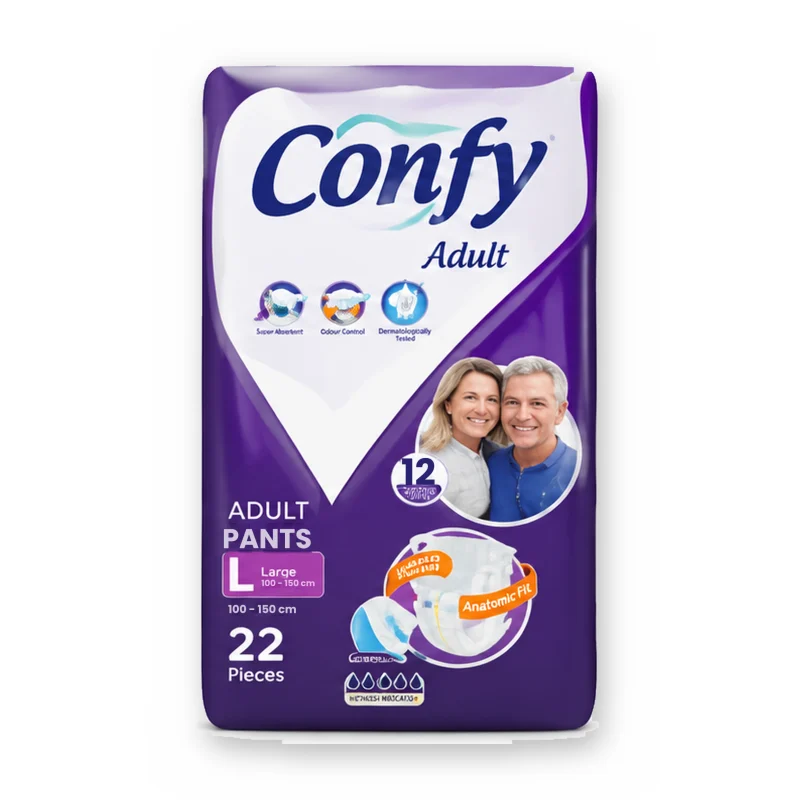 Confy
Adult
Super Absorbent
Odour Control
Dermatologically
Tested
12
ADULT
PANTS
L
Large
100 - 150 cm
100 - 150 cm
22
Pieces
Anatomic Fit